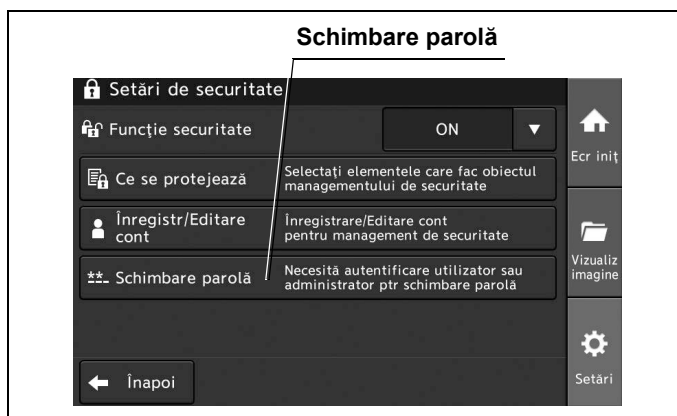 Schimbare parolă
Setări de securitate
Funcție securitate
ON
Ecr iniț
Ce se protejează
Selectați elementele care fac obiectul
managementului de securitate
Înregistr/Editare
cont
Înregistrare/Editare cont
pentru management de securitate
Vizualiz
imagine
**_ Schimbare parolă
Necesită autentificare utilizator sau
administrator ptr schimbare parolă
Înapoi
Setări